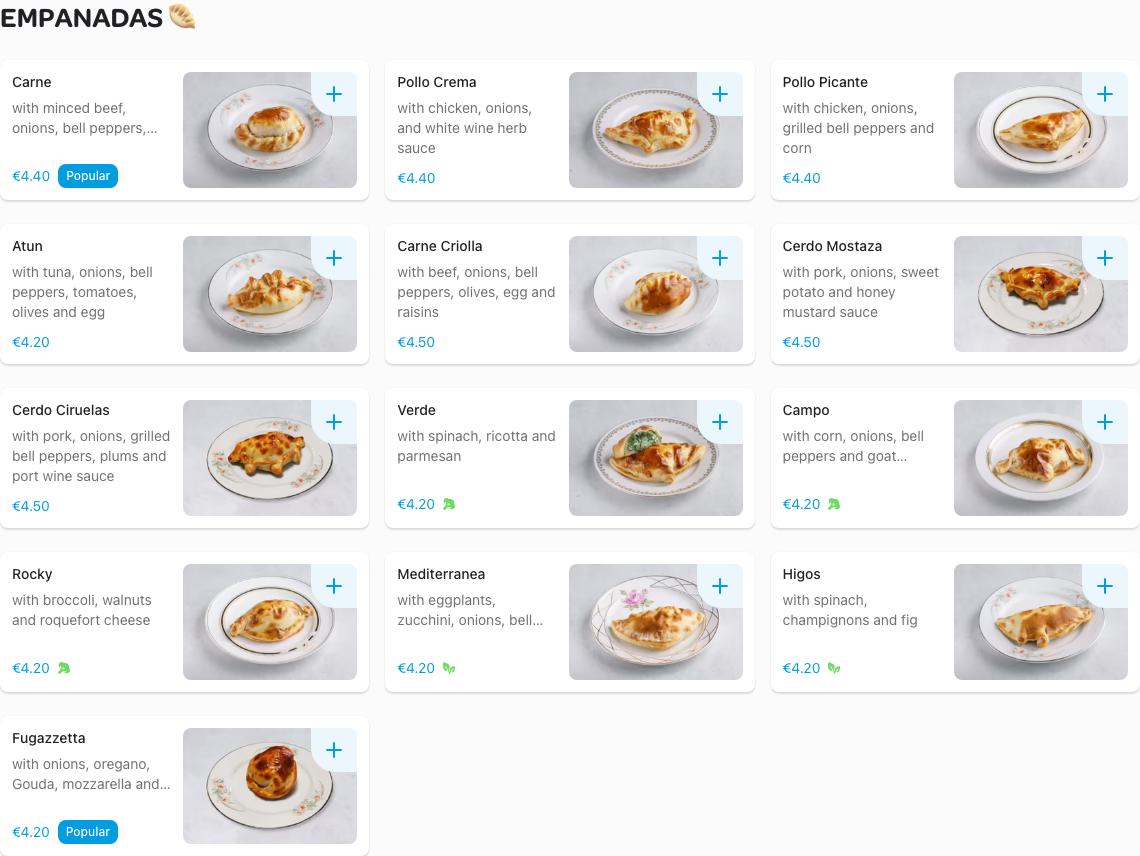 EMPANADAS
Carne
with minced beef,
onions, bell peppers,...
€4.40 Popular
Pollo Crema
with chicken, onions,
and white wine herb
sauce
€4.40
Pollo Picante
with chicken, onions,
grilled bell peppers and
corn
€4.40
Atun
with tuna, onions, bell
peppers, tomatoes,
olives and egg
€4.20
Carne Criolla
with beef, onions, bell
peppers, olives, egg and
raisins
€4.50
Cerdo Mostaza
with pork, onions, sweet
potato and honey
mustard sauce
€4.50
Cerdo Ciruelas
with pork, onions, grilled
bell peppers, plums and
port wine sauce
€4.50
Verde
with spinach, ricotta and
parmesan
€4.20
Campo
with corn, onions, bell
peppers and goat...
€4.20
Rocky
with broccoli, walnuts
and roquefort cheese
€4.20
Mediterranea
with eggplants,
zucchini, onions, bell...
€4.20
Higos
with spinach,
champignons and fig
€4.20
Fugazzetta
with onions, oregano,
Gouda, mozzarella and...
€4.20 Popular